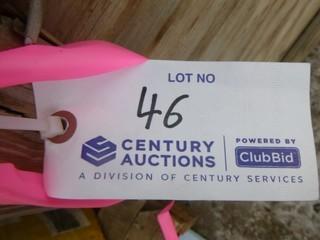 LOT NO
46
CENTURY
AUCTIONS
POWERED BY
ClubBid
A DIVISION OF CENTURY SERVICES